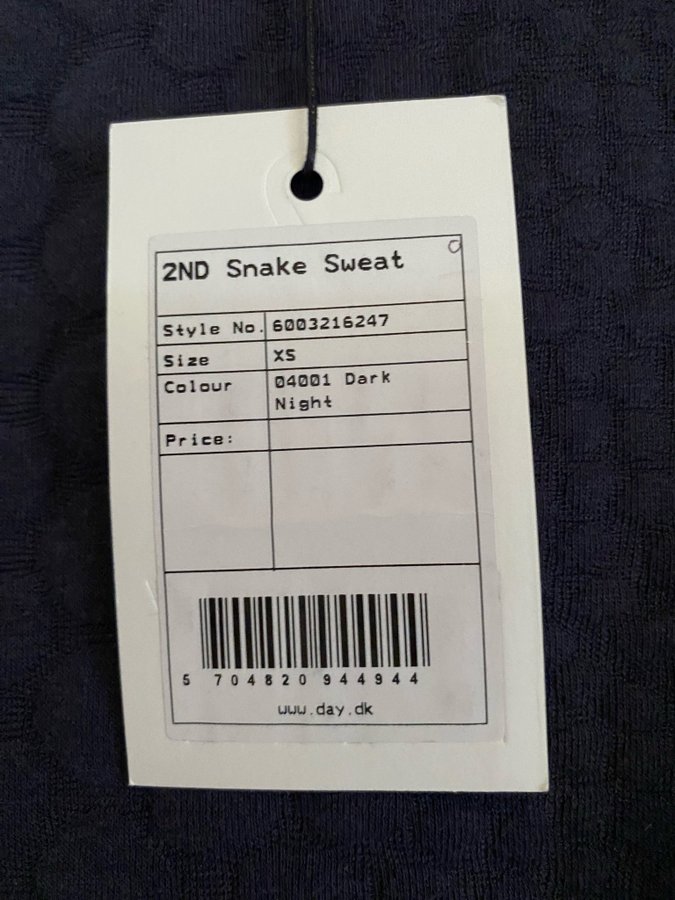 2ND Snake Sweat
Style No. 6003216247
Size XS
Colour 04001 Dark
Night
Price:
5 704820 944944
www.day.dk